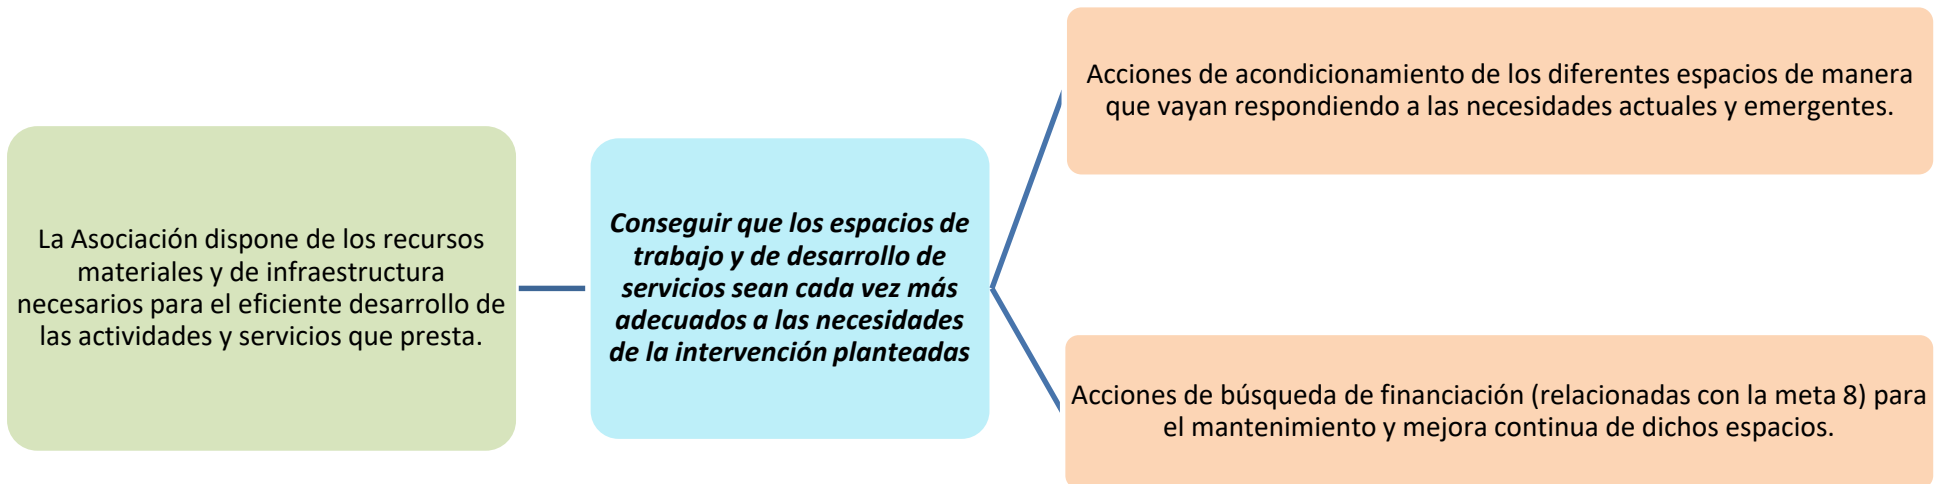 La Asociación dispone de los recursos
materiales y de infraestructura
necesarios para el eficiente desarrollo de
las actividades y servicios que presta.
Conseguir que los espacios de
trabajo y de desarrollo de
servicios sean cada vez más
adecuados a las necesidades
de la intervención planteadas
Acciones de acondicionamiento de los diferentes espacios de manera
que vayan respondiendo a las necesidades actuales y emergentes.
Acciones de búsqueda de financiación (relacionadas con la meta 8) para
el mantenimiento y mejora continua de dichos espacios.